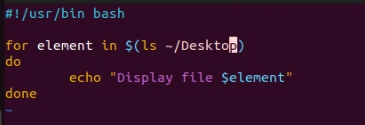 #!/usr/bin bash

for element in $(ls ~/Desktop)
do
        echo "Display file $element"
done
~